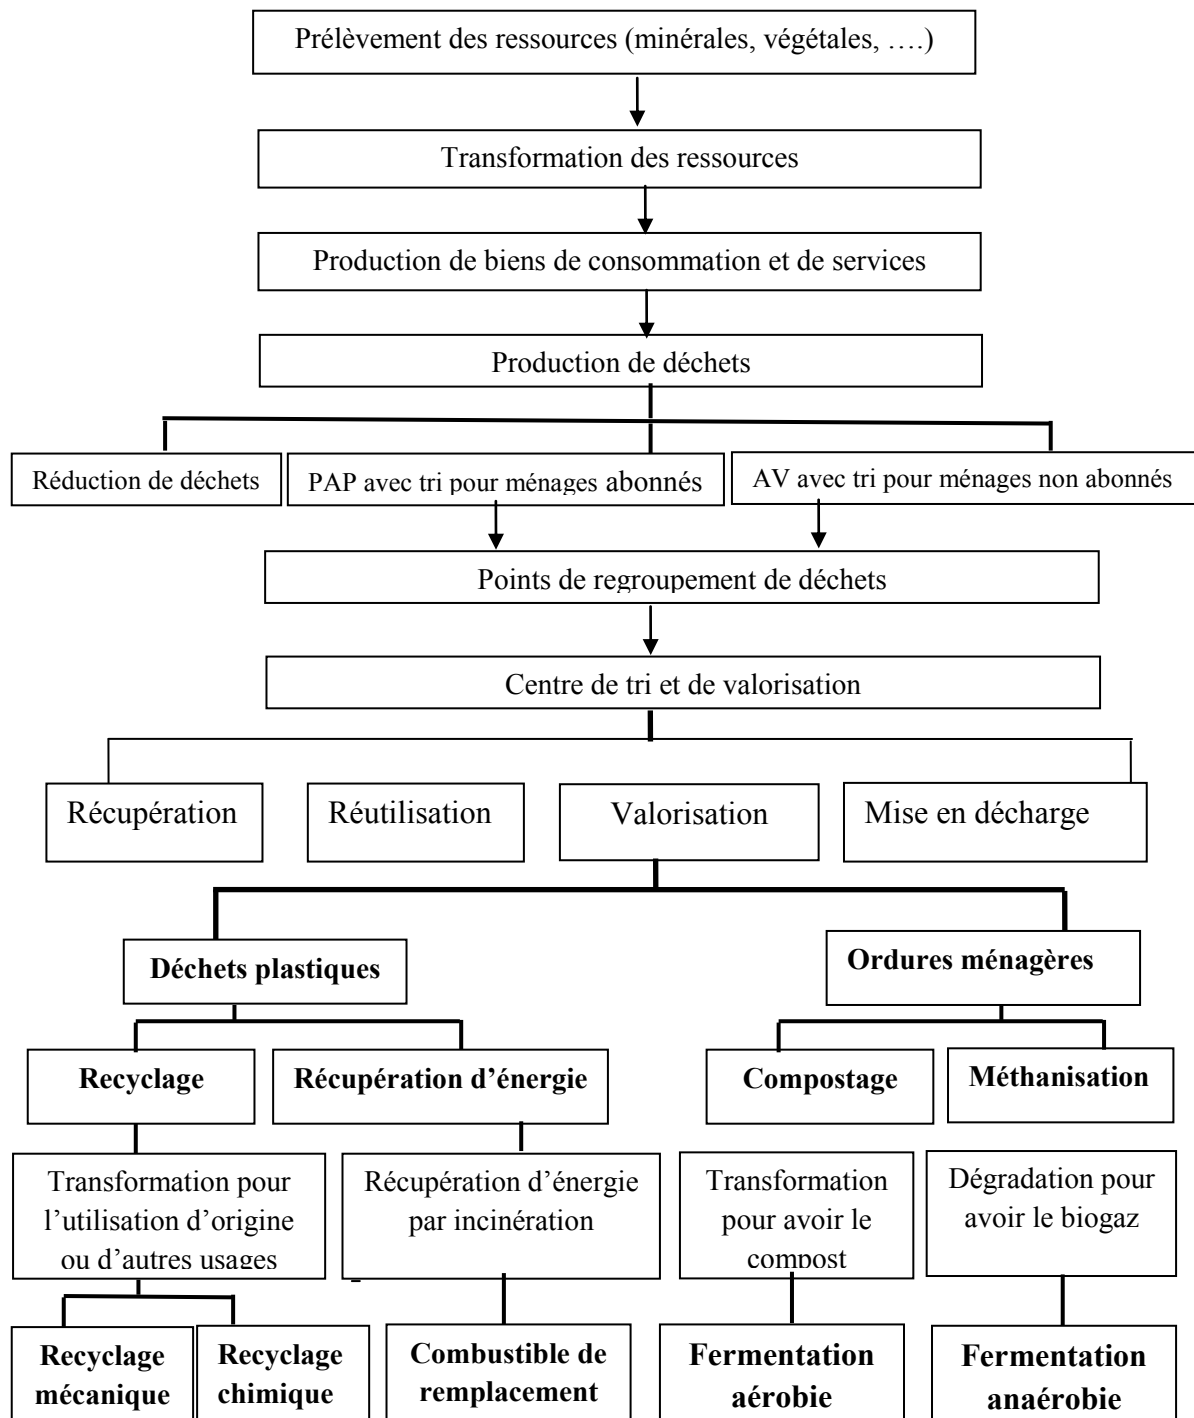 Prélèvement des ressources (minérales, végétales, ….)
Transformation des ressources
Production de biens de consommation et de services
Production de déchets
Réduction de déchets
PAP avec tri pour ménages abonnés
AV avec tri pour ménages non abonnés
Points de regroupement de déchets
Centre de tri et de valorisation
Récupération
Réutilisation
Valorisation
Mise en décharge
Déchets plastiques
Ordures ménagères
Recyclage
Récupération d’énergie
Compostage
Méthanisation
Transformation pour
l’utilisation d’origine
ou d’autres usages
Récupération d’énergie
par incinération
Transformation
pour avoir le
compost
Dégradation pour
avoir le biogaz
Recyclage
mécanique
Recyclage
chimique
Combustible de
remplacement
Fermentation
aérobie
Fermentation
anaérobie